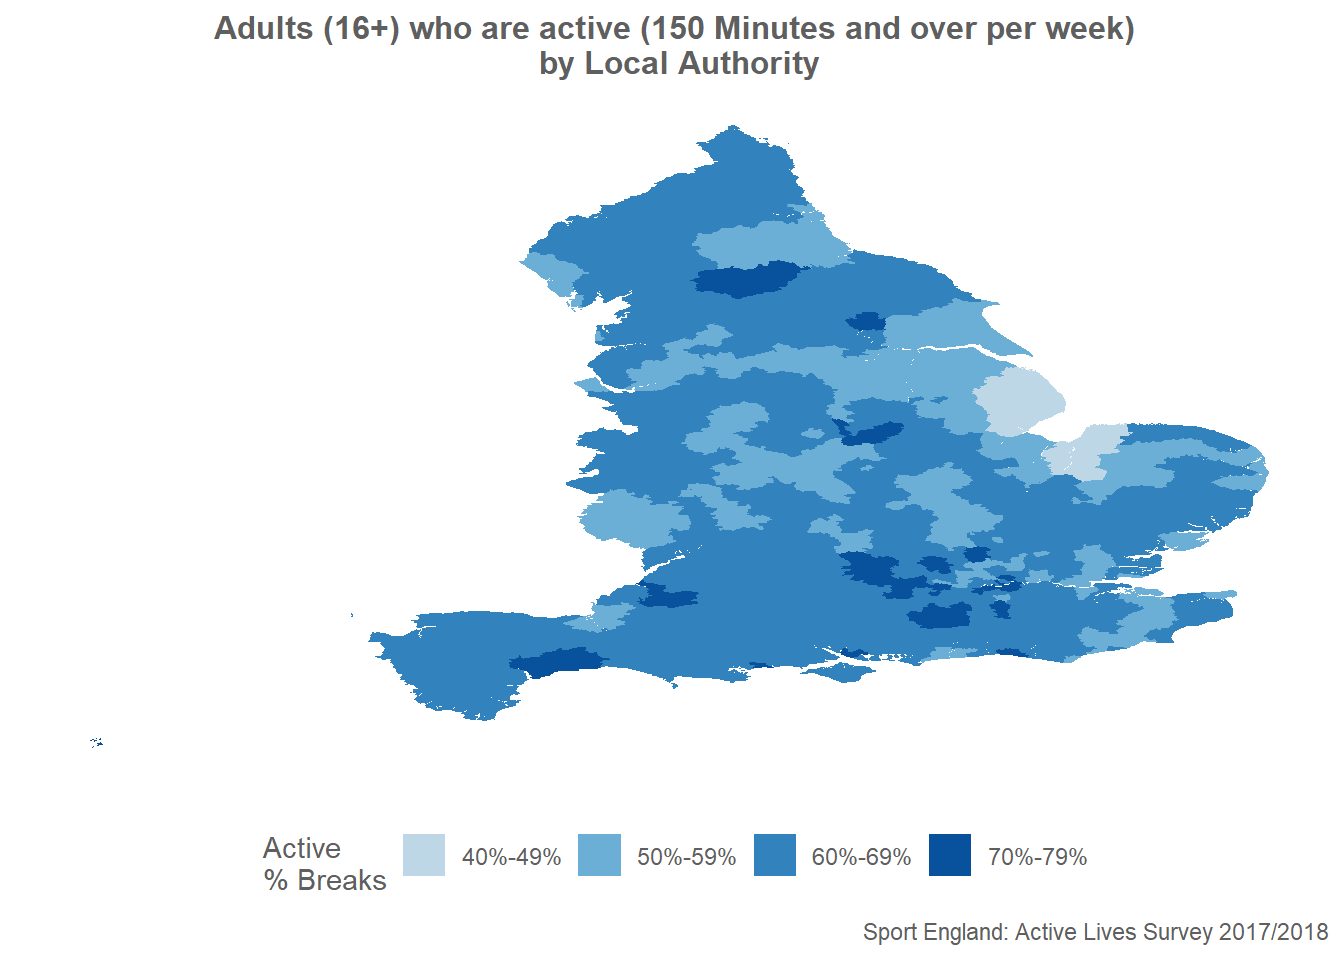 Adults (16+) who are active (150 Minutes and over per week)
by Local Authority
Active
% Breaks
40%-49%
50%-59%
60%-69%
70%-79%
Sport England: Active Lives Survey 2017/2018